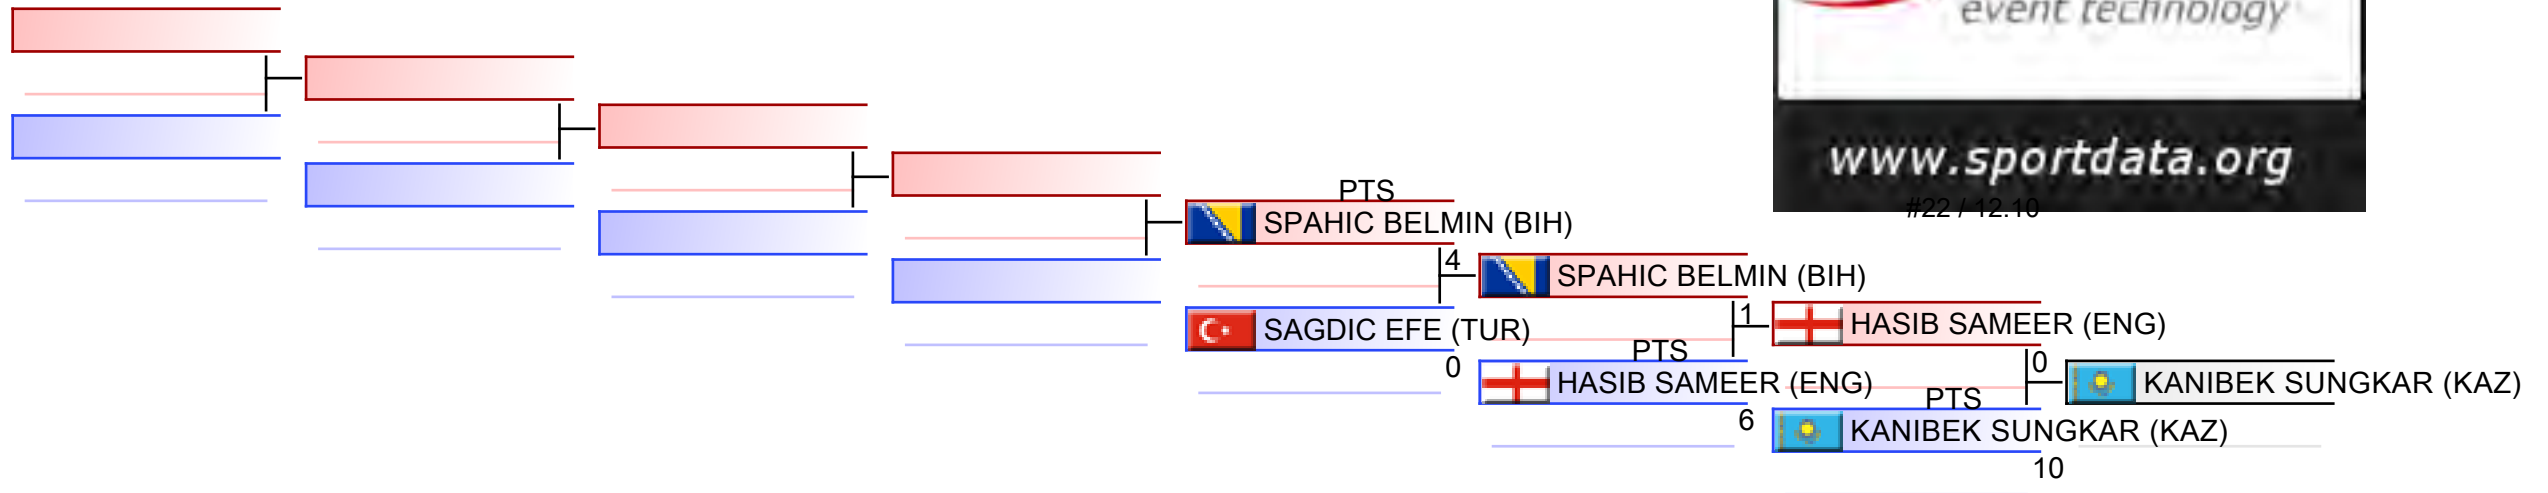 event technology
www.sportdata.org
#22 / 12.10
PTS
SPAHIC BELMIN (BIH)
4
SPAHIC BELMIN (BIH)
SAGDIC EFE (TUR)
0
1
HASIB SAMEER (ENG)
PTS
HASIB SAMEER (ENG)
6
0
KANIBEK SUNGKAR (KAZ)
PTS
KANIBEK SUNGKAR (KAZ)
10